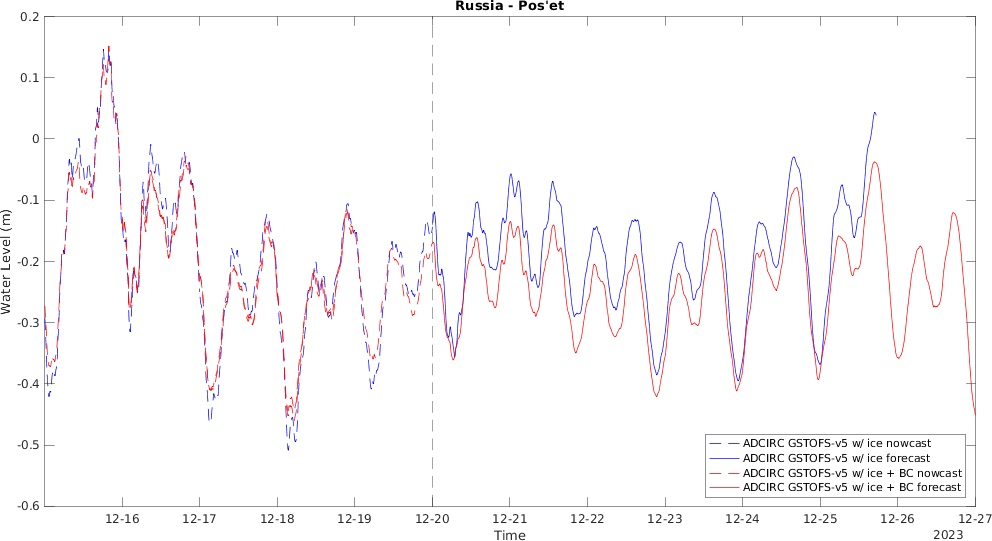 Russia - Pos'et
0.2
0.1
0
-0.1
-0.2
-0.3
-0.4
-0.5
-0.6
Water Level (m)
12-16 12-17 12-18 12-19 12-20 12-21 12-22 12-23 12-24 12-25 12-26 12-27
Time
2023
ADCIRC GSTOFS-v5 w/ ice nowcast
ADCIRC GSTOFS-v5 w/ ice forecast
ADCIRC GSTOFS-v5 w/ ice + BC nowcast
ADCIRC GSTOFS-v5 w/ ice + BC forecast